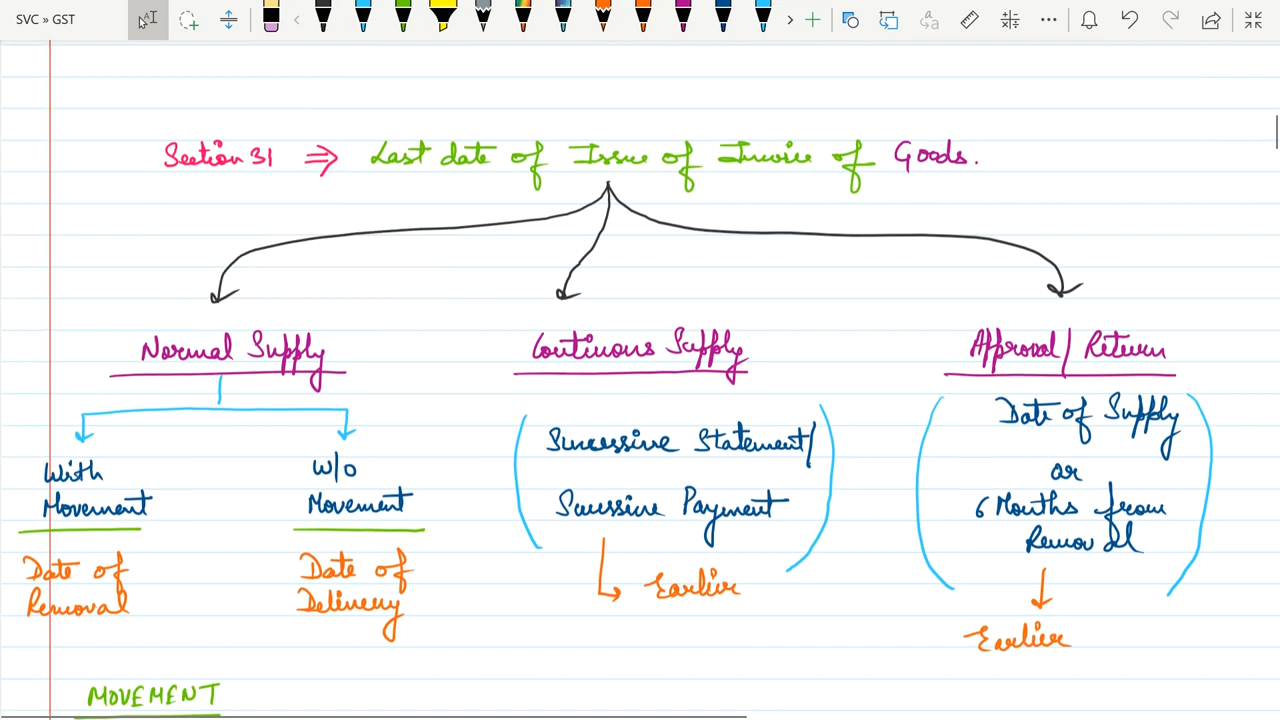 SVC » GST
Section 31 ⇒ Last date of Issue of Invoice of Goods.
Normal Supply
Continuous Supply
Approval/ Return
With
Movement
Date of
Removal
W/o
Movement
Date of
Delivery
Successive Statement/
Sucessive Payment
Earlier
Date of Supply
or
6 Months from
Removal
Earlier
MOVEMENT